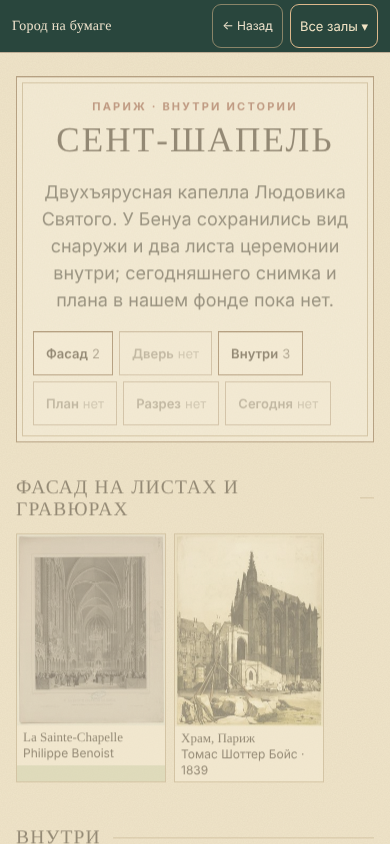 Город на бумаге
← Назад
Все залы ▾
ПАРИЖ · ВНУТРИ ИСТОРИИ
СЕНТ-ШАПЕЛЬ
Двухъярусная капелла Людовика
Святого. У Бенуа сохранились вид
снаружи и два листа церемонии
внутри; сегодняшнего снимка и
плана в нашем фонде пока нет.
Фасад 2
Дверь нет
Внутри 3
План нет
Разрез нет
Сегодня нет
ФАСАД НА ЛИСТАХ И
ГРАВЮРАХ
La Sainte-Chapelle
Philippe Benoist
Храм, Париж
Томас Шоттер Бойс ·
1839
ВНУТРИ